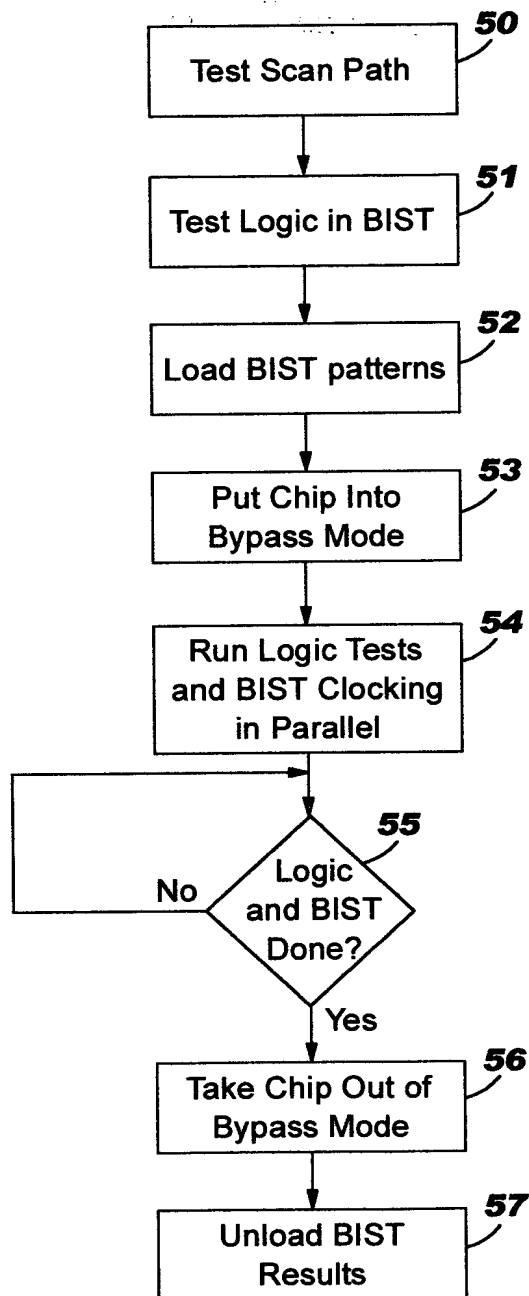 50
Test Scan Path
51
Test Logic in BIST
52
Load BIST patterns
53
Put Chip Into
Bypass Mode
54
Run Logic Tests
and BIST Clocking
in Parallel
55
Logic
and BIST
Done?
No
Yes
56
Take Chip Out of
Bypass Mode
57
Unload BIST
Results